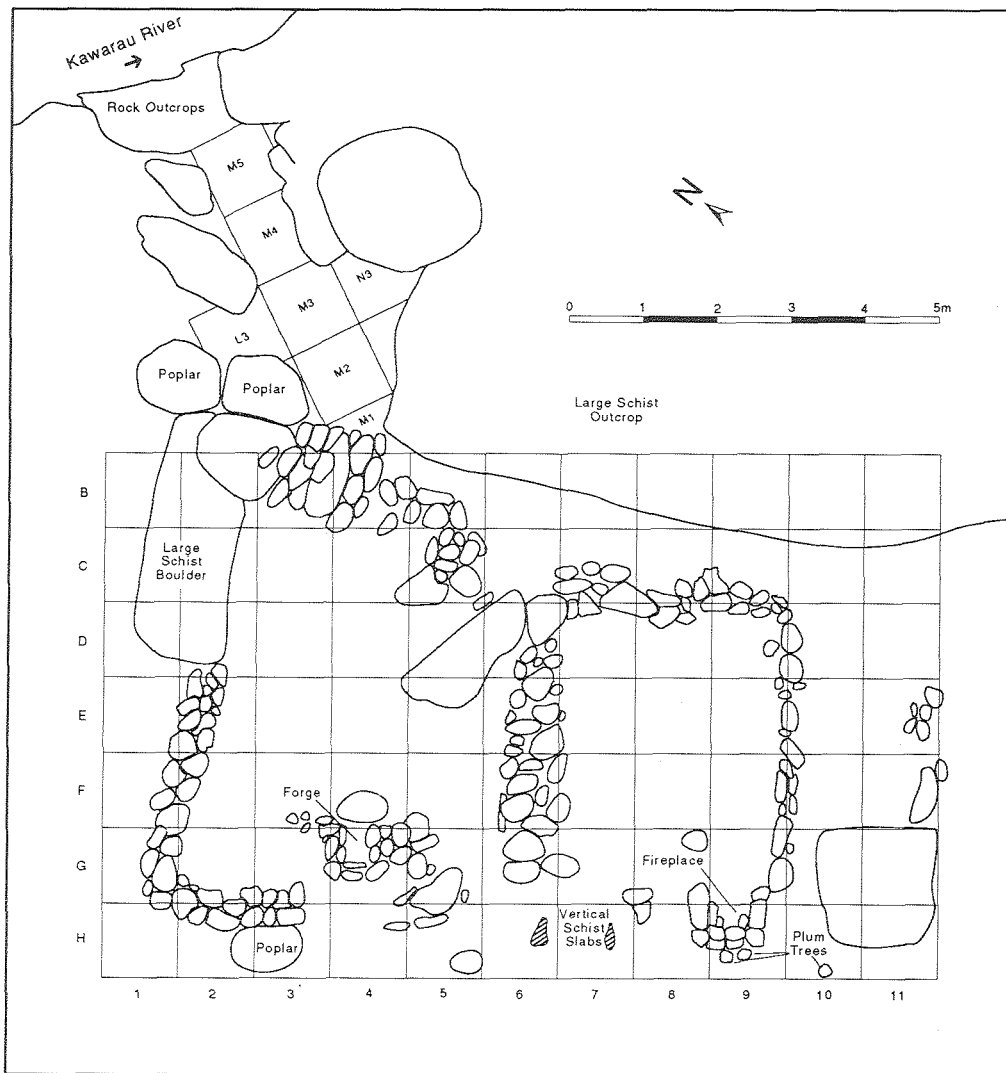 Kawarau River
Rock Outcrops
M5
M4
N3
M3
L3
M2
M1
N
0 1 2 3 4 5m
Poplar
Poplar
Large Schist
Outcrop
B
C
D
E
F
G
H
Large
Schist
Boulder
Forge
Fireplace
Vertical
Schist
Slabs
Poplar
Plum
Trees
1 2 3 4 5 6 7 8 9 10 11